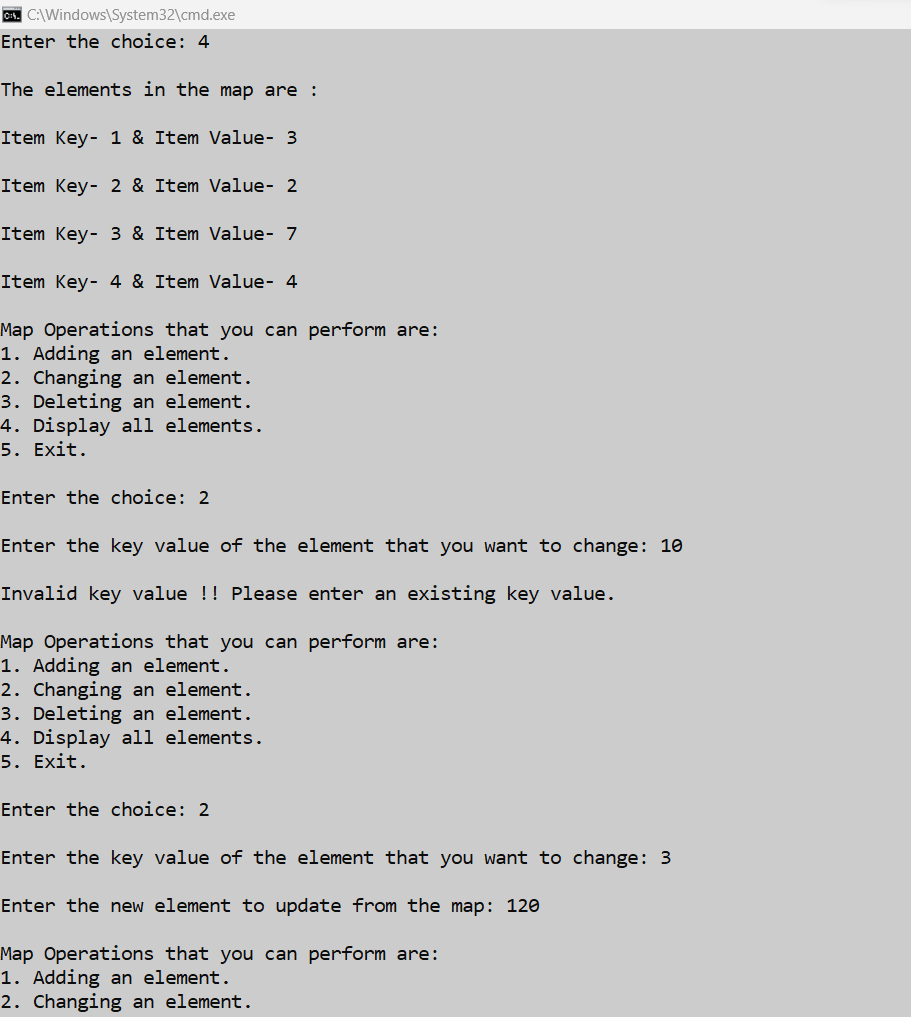 C:\Windows\System32\cmd.exe
Enter the choice: 4
The elements in the map are :
Item Key- 1 & Item Value- 3
Item Key- 2 & Item Value- 2
Item Key- 3 & Item Value- 7
Item Key- 4 & Item Value- 4
Map Operations that you can perform are:
1. Adding an element.
2. Changing an element.
3. Deleting an element.
4. Display all elements.
5. Exit.
Enter the choice: 2
Enter the key value of the element that you want to change: 10
Invalid key value !! Please enter an existing key value.
Map Operations that you can perform are:
1. Adding an element.
2. Changing an element.
3. Deleting an element.
4. Display all elements.
5. Exit.
Enter the choice: 2
Enter the key value of the element that you want to change: 3
Enter the new element to update from the map: 120
Map Operations that you can perform are:
1. Adding an element.
2. Changing an element.